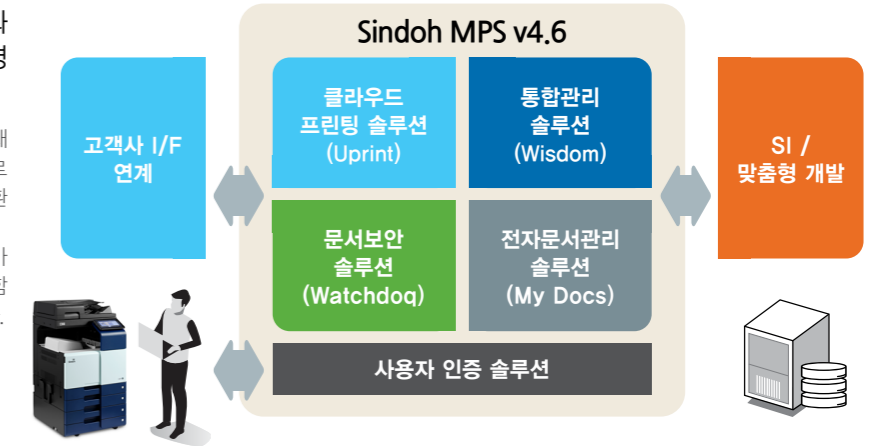 Sindoh MPS v4.6
고객사 I/F
연계
클라우드
프린팅 솔루션
(Uprint)
통합관리
솔루션
(Wisdom)
SI /
맞춤형 개발
문서보안
솔루션
(Watchdoq)
전자문서관리
솔루션
(My Docs)
사용자 인증 솔루션